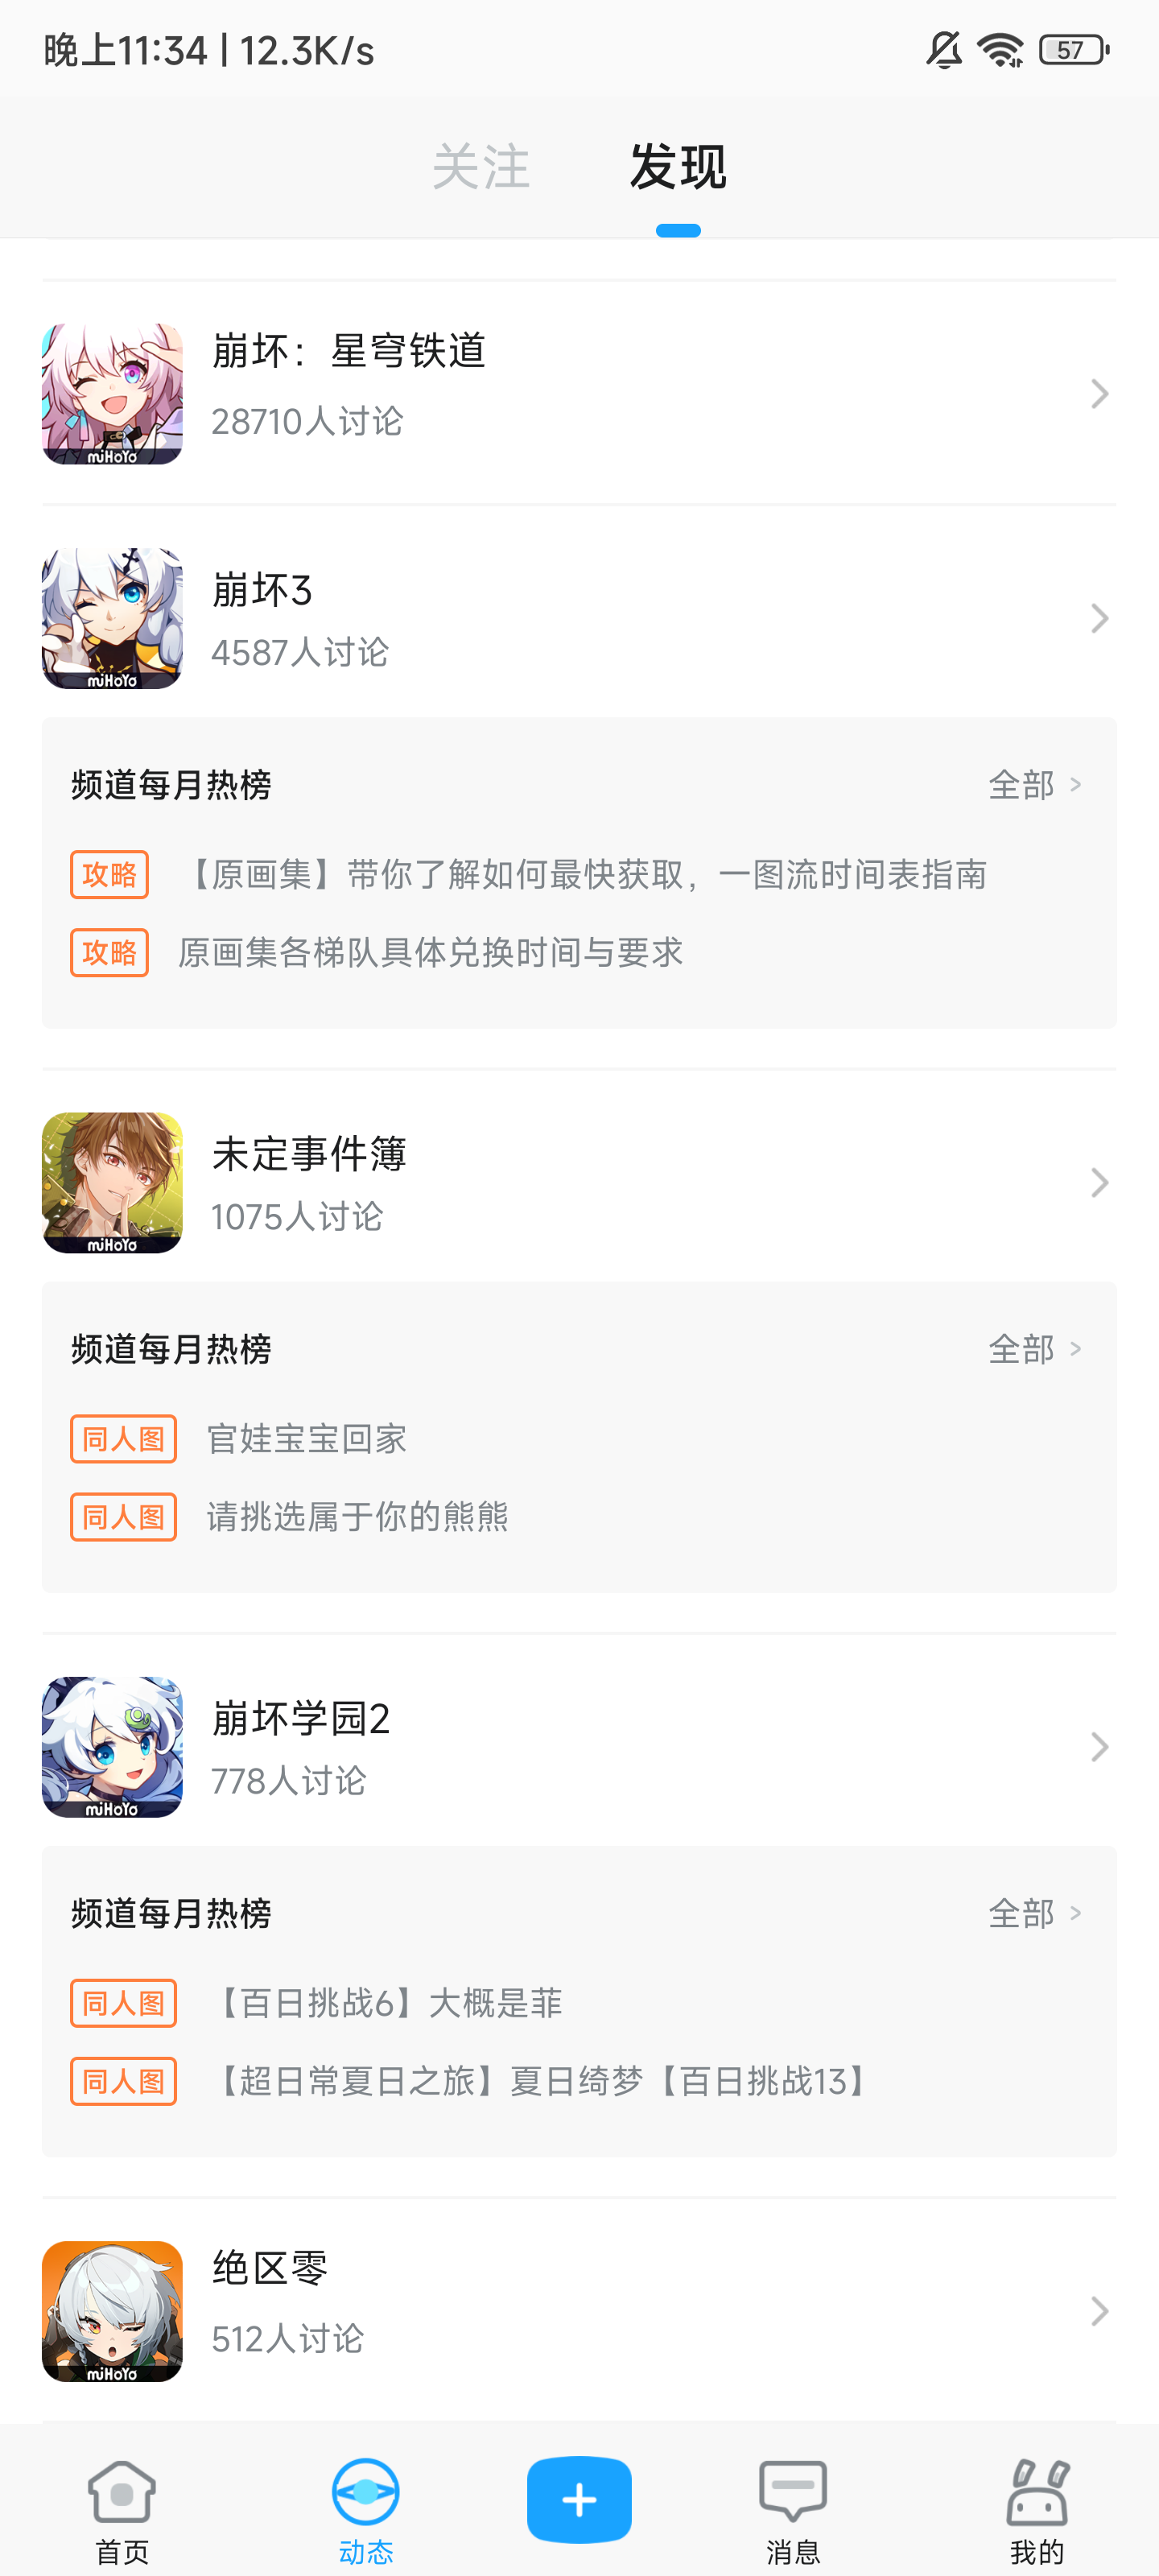 晚上11:34 | 12.3K/s
57
关注
发现
崩坏：星穹铁道
28710人讨论
miHoYo
崩坏3
4587人讨论
miHoYo
频道每月热榜
全部 >
攻略 【原画集】带你了解如何最快获取，一图流时间表指南
攻略 原画集各梯队具体兑换时间与要求
未定事件簿
1075人讨论
miHoYo
频道每月热榜
全部 >
同人图 官娃宝宝回家
同人图 请挑选属于你的熊熊
崩坏学园2
778人讨论
miHoYo
频道每月热榜
全部 >
同人图 【百日挑战6】大概是菲
同人图 【超日常夏日之旅】夏日绮梦【百日挑战13】
绝区零
512人讨论
miHoYo
首页
动态
消息
我的